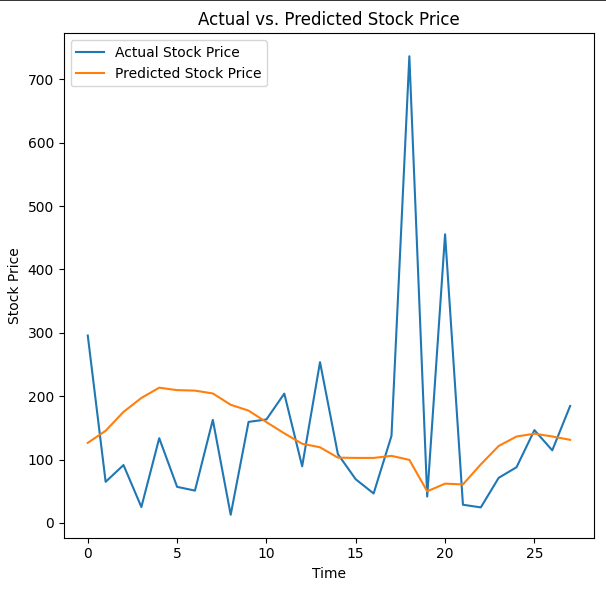 Actual vs. Predicted Stock Price
Actual Stock Price
Predicted Stock Price
700
600
500
400
300
200
100
0
Stock Price
0 5 10 15 20 25
Time